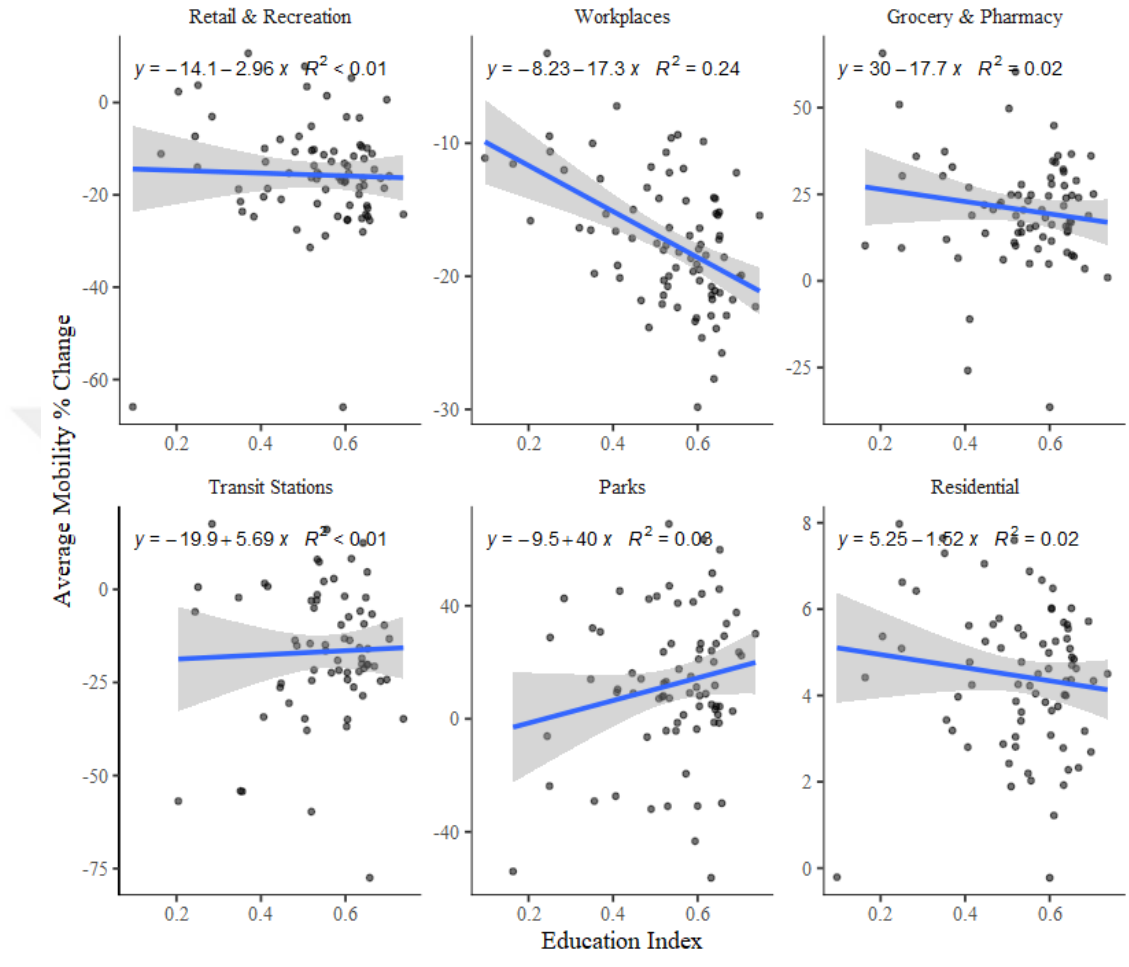 Retail & Recreation
Workplaces
Grocery & Pharmacy
y = −14.1 − 2.96 x R² < 0.01
y = −8.23 − 17.3 x R² = 0.24
y = 30 − 17.7 x R² = 0.02
0
-20
-40
-60
-10
-20
-30
50
25
0
-25
0.2 0.4 0.6
0.2 0.4 0.6
0.2 0.4 0.6
Average Mobility % Change
Transit Stations
Parks
Residential
y = −19.9 + 5.69 x R² < 0.01
y = −9.5 + 40 x R² = 0.03
y = 5.25 − 1.52 x R² = 0.02
0
-25
-50
-75
40
0
-40
8
6
4
2
0
0.2 0.4 0.6
0.2 0.4 0.6
0.2 0.4 0.6
Education Index